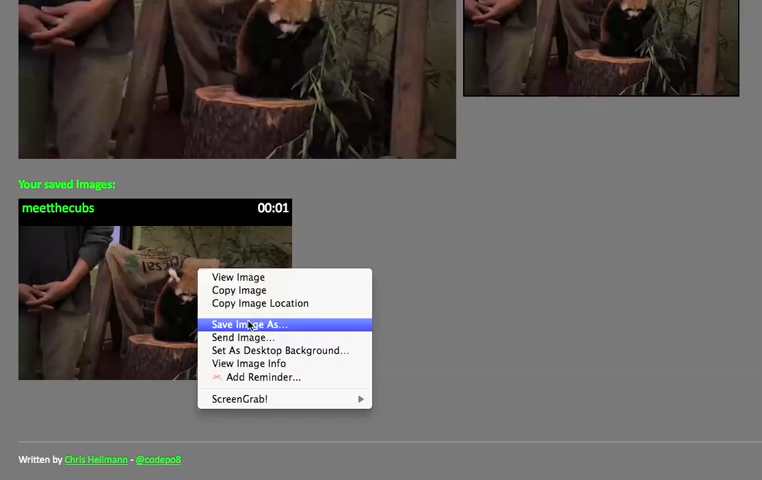 Your saved images:
meetthecubs 00:01
View Image
Copy Image
Copy Image Location
Save Image As...
Send Image...
Set As Desktop Background...
View Image Info
Add Reminder...
ScreenGrab!
Written by Chris Heilmann - @codepo8